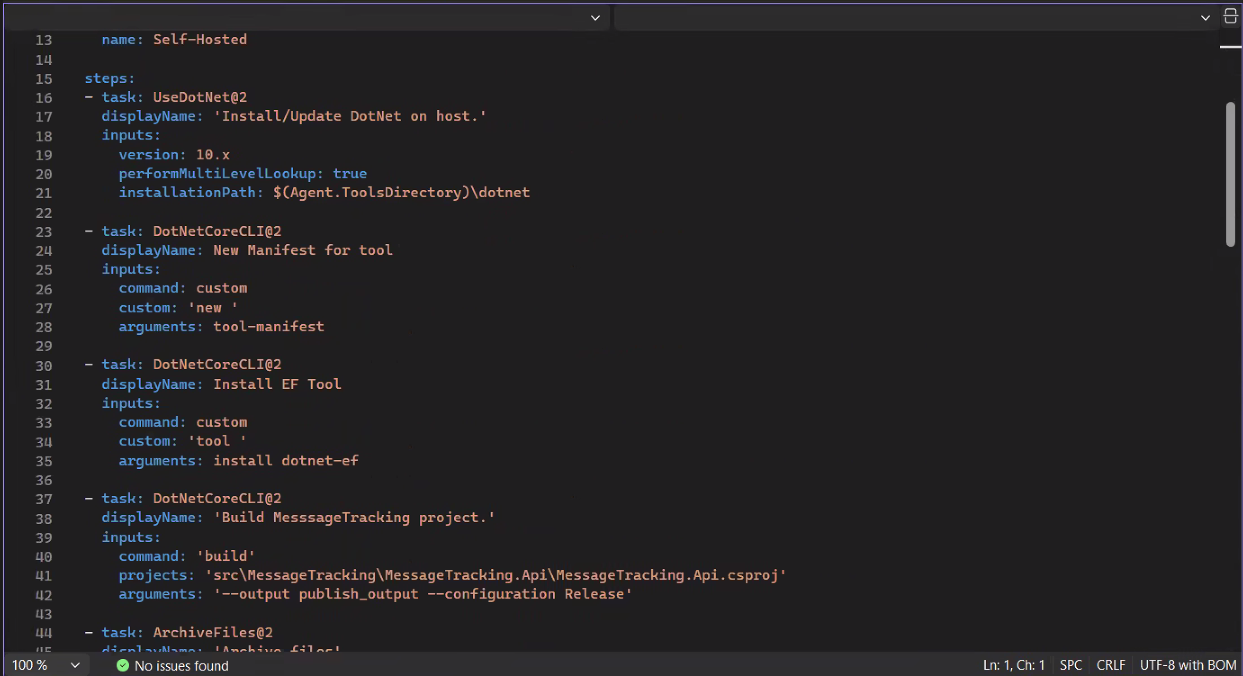 13 name: Self-Hosted
14
15 steps:
16 - task: UseDotNet@2
17 displayName: 'Install/Update DotNet on host.'
18 inputs:
19 version: 10.x
20 performMultiLevelLookup: true
21 installationPath: $(Agent.ToolsDirectory)\dotnet
22
23 - task: DotNetCoreCLI@2
24 displayName: New Manifest for tool
25 inputs:
26 command: custom
27 custom: 'new '
28 arguments: tool-manifest
29
30 - task: DotNetCoreCLI@2
31 displayName: Install EF Tool
32 inputs:
33 command: custom
34 custom: 'tool '
35 arguments: install dotnet-ef
36
37 - task: DotNetCoreCLI@2
38 displayName: 'Build MesssageTracking project.'
39 inputs:
40 command: 'build'
41 projects: 'src\MessageTracking\MessageTracking.Api\MessageTracking.Api.csproj'
42 arguments: '--output publish_output --configuration Release'
43
44 - task: ArchiveFiles@2
45 displayName: 'Archive files'
100 % No issues found Ln: 1, Ch: 1 SPC CRLF UTF-8 with BOM